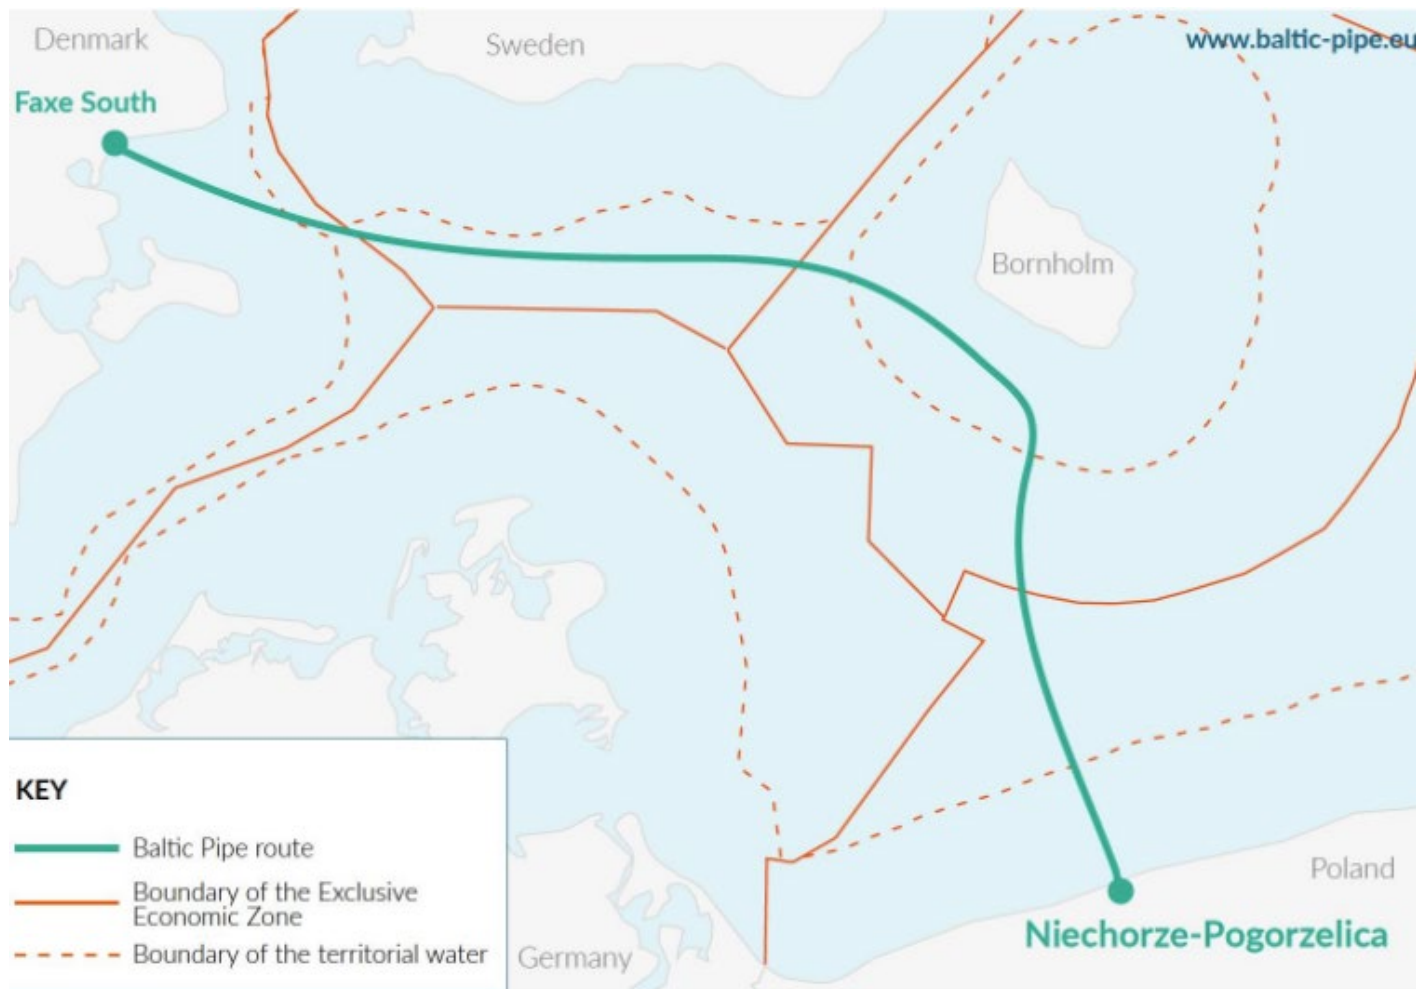 Denmark
Sweden
www.baltic-pipe.eu
Faxe South
Bornholm
KEY
Baltic Pipe route
Boundary of the Exclusive
Economic Zone
Boundary of the territorial water
Germany
Poland
Niechorze-Pogorzelica